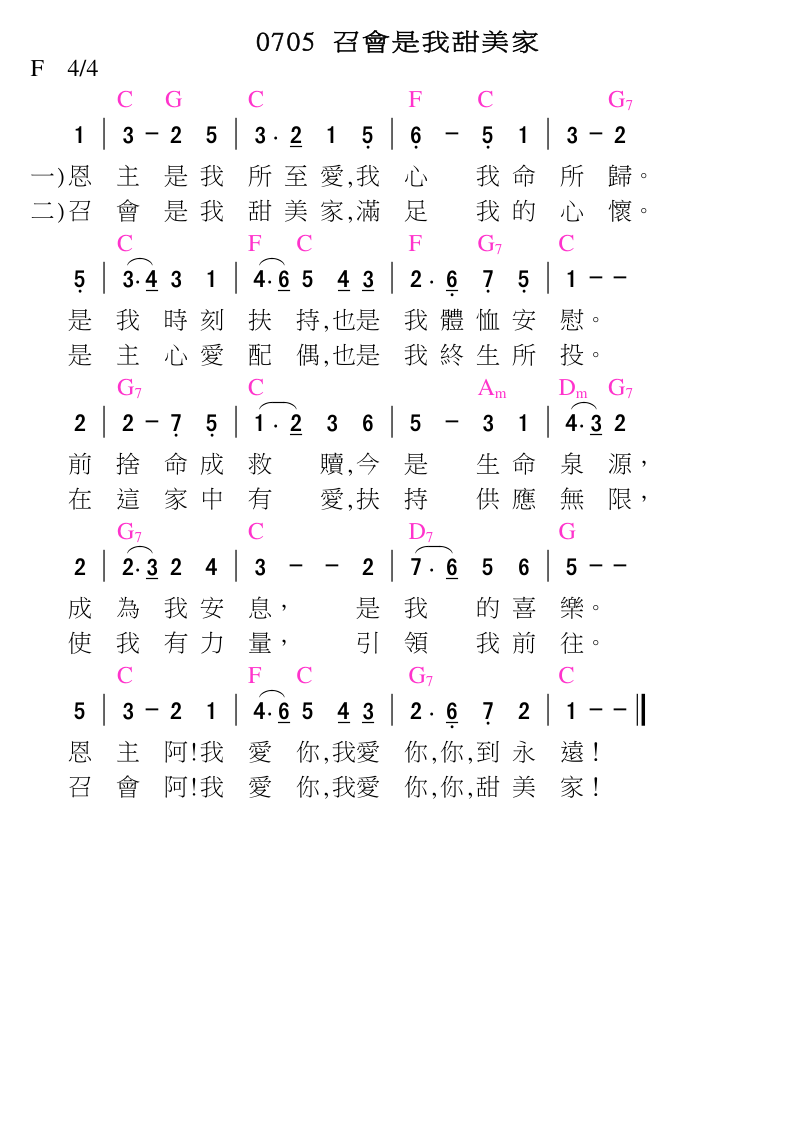 0705 召會是我甜美家
F 4/4
C G C F C G7
1 | 3 - 2 5 | 3 · 2 1 5 | 6 - 5 1 | 3 - 2
一)恩 主 是 我 所 至 愛,我 心 我 命 所 歸。
二)召 會 是 我 甜 美 家,滿 足 我 的 心 懷。
C F C F G7 C
5 | 3· 4 3 1 | 4· 6 5 4 3 | 2 · 6 7 5 | 1 - -
是 我 時 刻 扶 持,也是 我 體 恤 安 慰。
是 主 心 愛 配 偶,也是 我 終 生 所 投。
G7 C Am Dm G7
2 | 2 - 7 5 | 1 · 2 3 6 | 5 - 3 1 | 4· 3 2
前 捨 命 成 救 贖,今 是 生 命 泉 源,
在 這 家 中 有 愛,扶 持 供 應 無 限,
G7 C D7 G
2 | 2· 3 2 4 | 3 - - 2 | 7 · 6 5 6 | 5 - -
成 為 我 安 息, 是 我 的 喜 樂。
使 我 有 力 量, 引 領 我 前 往。
C F C G7 C
5 | 3 - 2 1 | 4· 6 5 4 3 | 2 · 6 7 2 | 1 - - ‖
恩 主 阿!我 愛 你,我愛 你,你,到 永 遠!
召 會 阿!我 愛 你,我愛 你,你,甜 美 家!